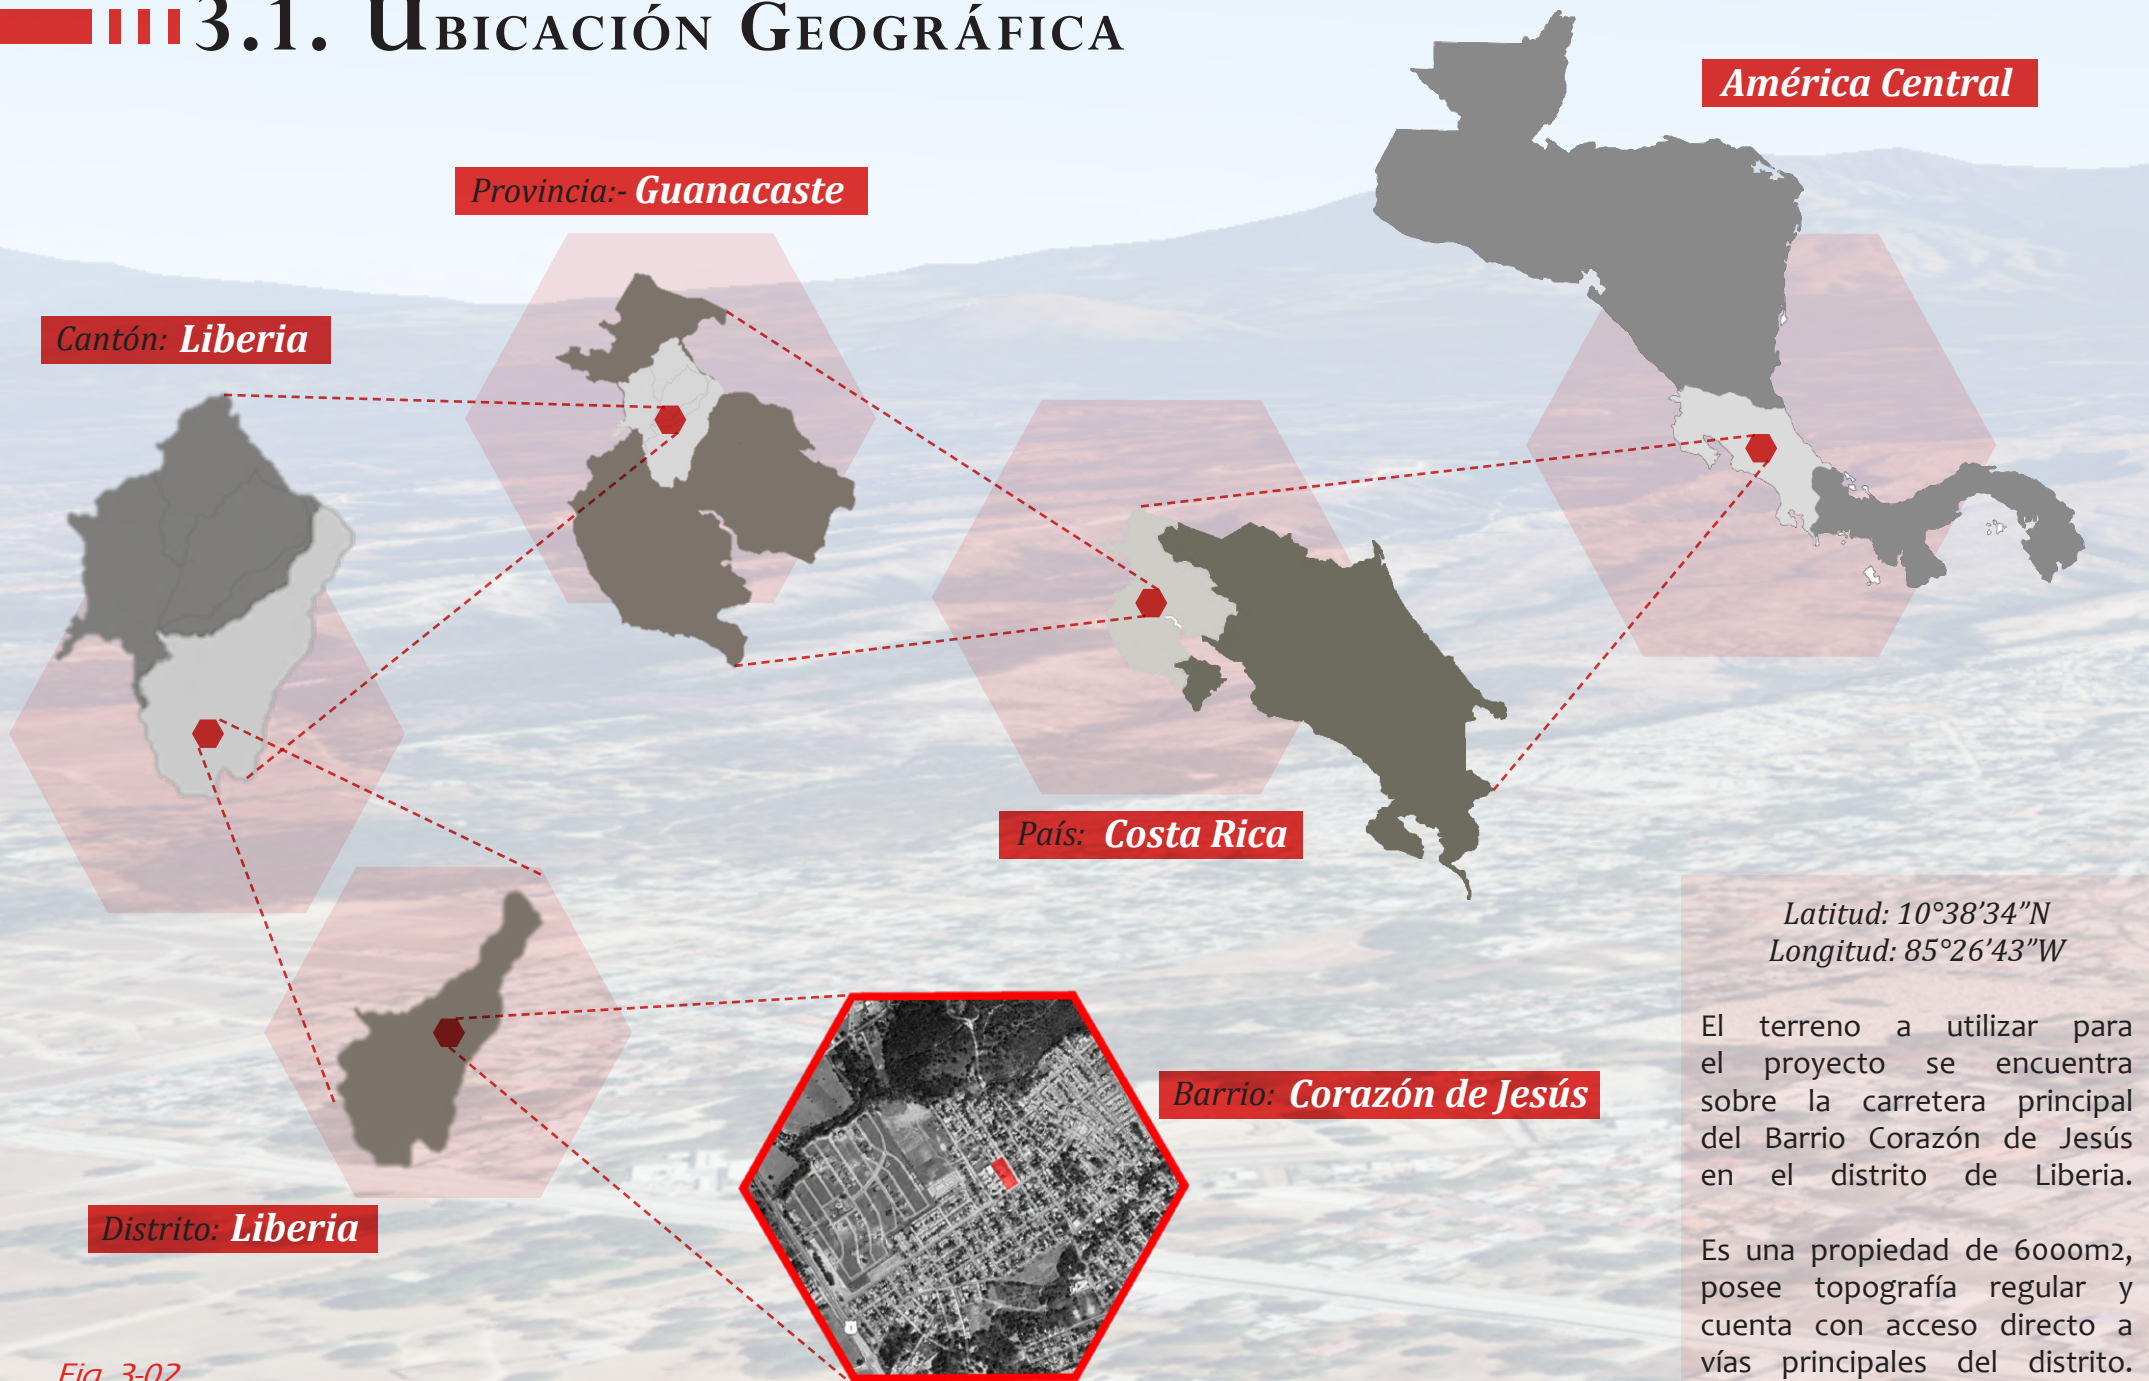 3.1. Ubicación Geográfica
América Central
Provincia:- Guanacaste
Cantón: Liberia
País: Costa Rica
Latitud: 10°38’34”N
Longitud: 85°26’43”W
El terreno a utilizar para
el proyecto se encuentra
sobre la carretera principal
del Barrio Corazón de Jesús
en el distrito de Liberia.
Es una propiedad de 6000m2,
posee topografía regular y
cuenta con acceso directo a
vías principales del distrito.
Barrio: Corazón de Jesús
Distrito: Liberia
1
Fig. 3-02